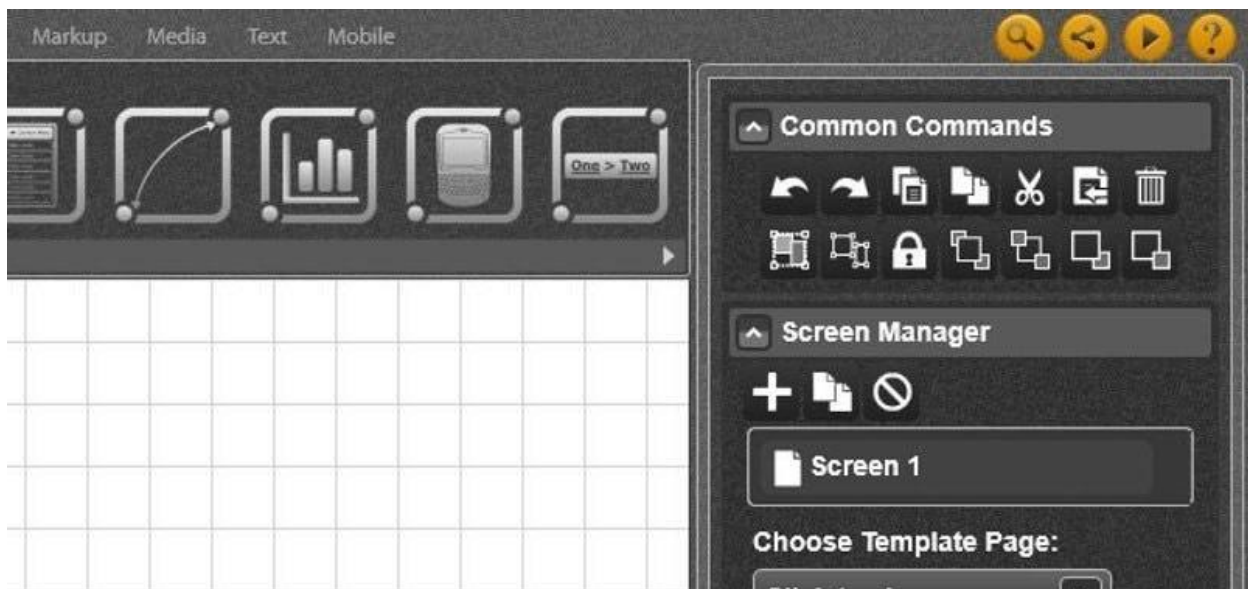 Markup Media Text Mobile
One > Two
Common Commands
Screen Manager
Screen 1
Choose Template Page: